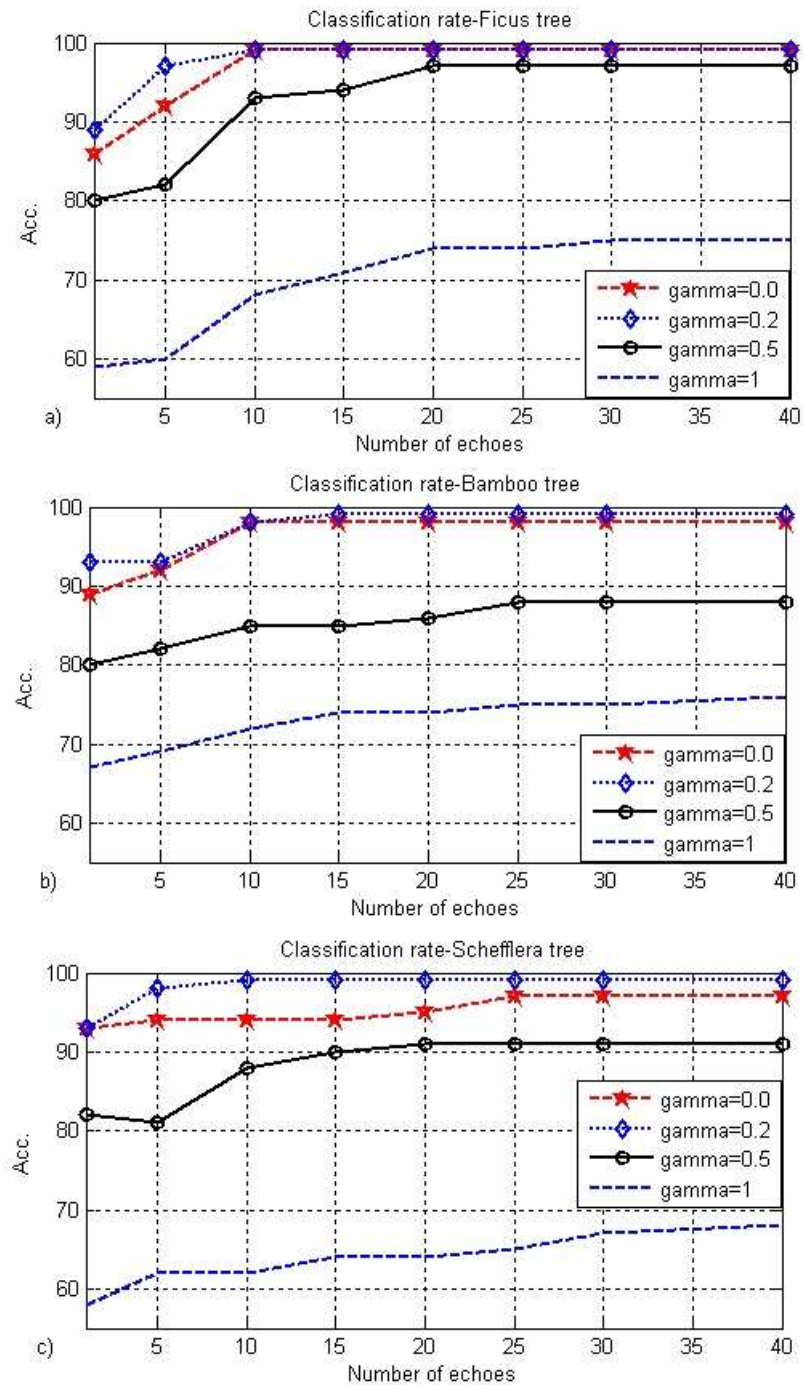 Classification rate-Ficus tree
100
90
80
70
60
Acc.
gamma=0.0
gamma=0.2
gamma=0.5
gamma=1
5 10 15 20 25 30 35 40
a)
Number of echoes
Classification rate-Bamboo tree
100
90
80
70
60
Acc.
gamma=0.0
gamma=0.2
gamma=0.5
gamma=1
5 10 15 20 25 30 35 40
b)
Number of echoes
Classification rate-Schefflera tree
100
90
80
70
60
Acc.
gamma=0.0
gamma=0.2
gamma=0.5
gamma=1
5 10 15 20 25 30 35 40
c)
Number of echoes